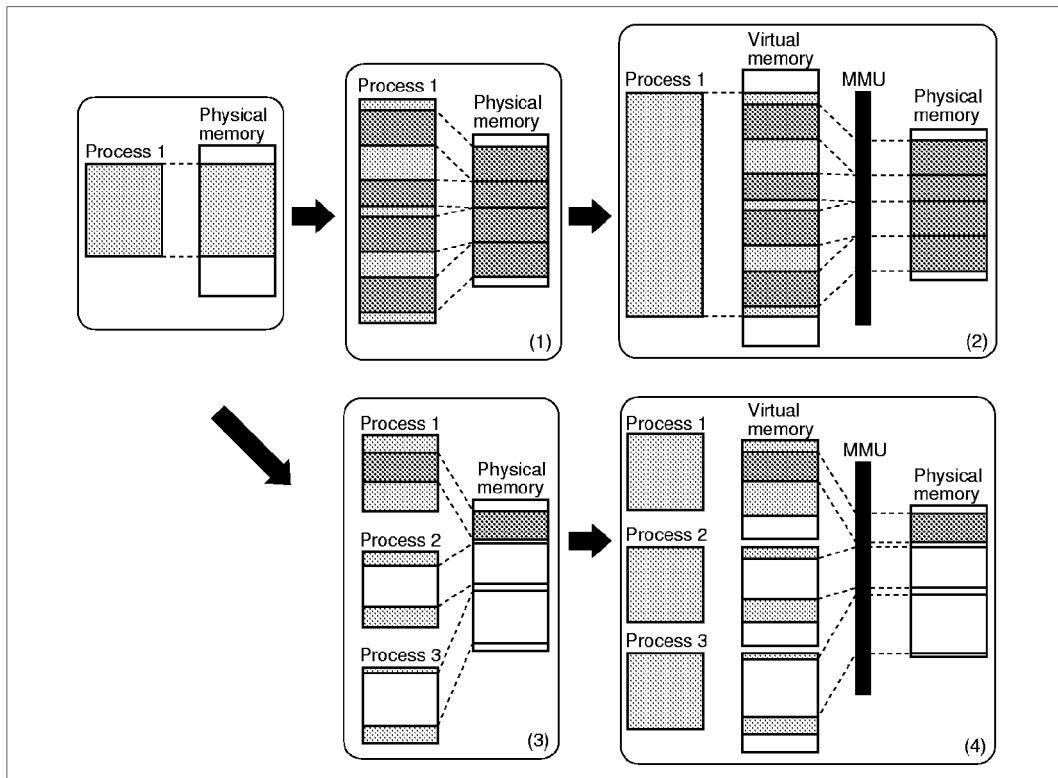 Process 1
Physical
memory
Process 1
Physical
memory
(1)
Process 1
Virtual
memory
MMU
Physical
memory
(2)
Process 1
Process 2
Process 3
Physical
memory
(3)
Process 1
Process 2
Process 3
Virtual
memory
MMU
Physical
memory
(4)